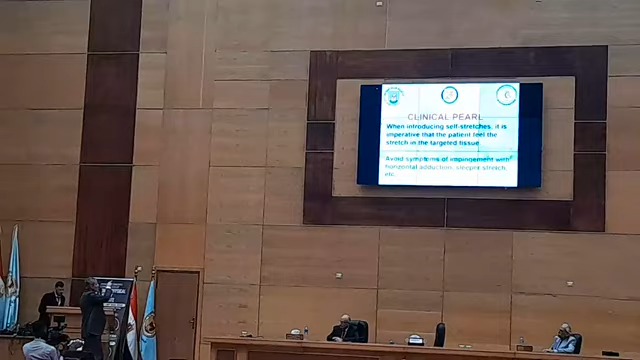 CLINICAL PEARL
When introducing self-stretches, it is
imperative that the patient feel the
stretch in the targeted tissue
Avoid symptoms of impingement with
horizontal adduction, sleeper stretch,
etc.